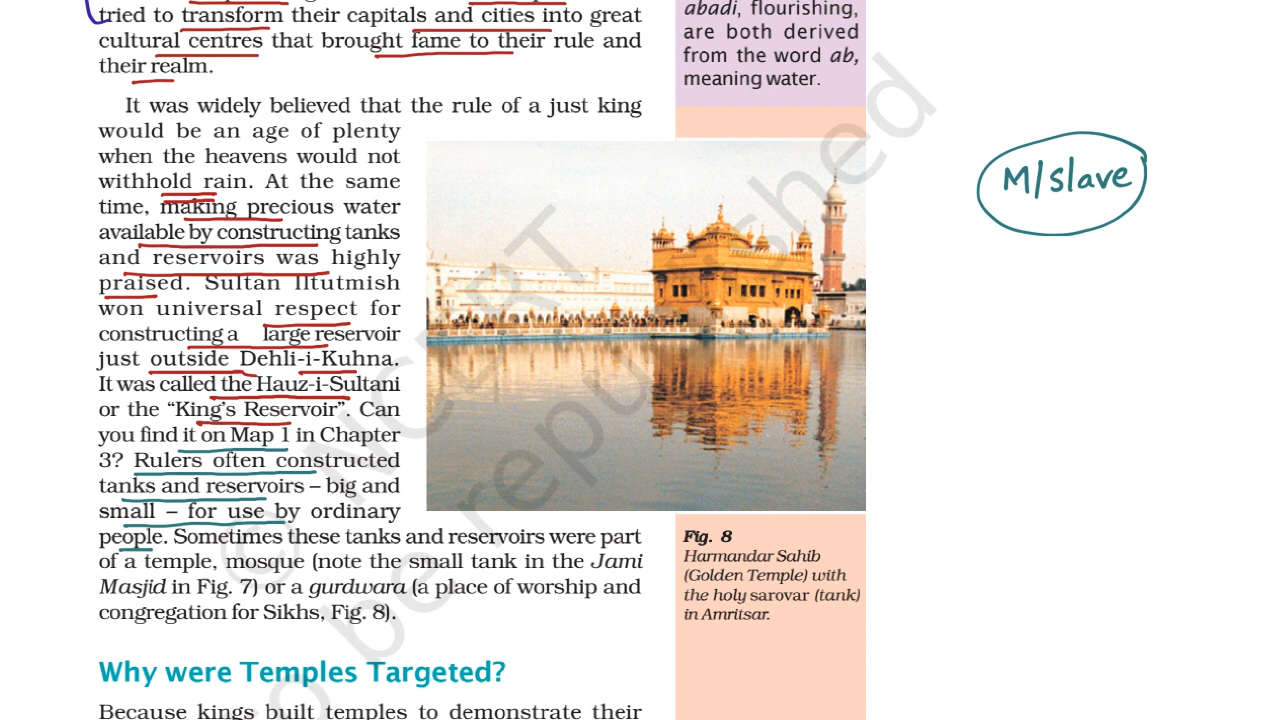 tried to transform their capitals and cities into great
cultural centres that brought fame to their rule and
their realm.
It was widely believed that the rule of a just king
would be an age of plenty
when the heavens would not
withhold rain. At the same
time, making precious water
available by constructing tanks
and reservoirs was highly
praised. Sultan Iltutmish
won universal respect for
constructing a large reservoir
just outside Dehli-i-Kuhna.
It was called the Hauz-i-Sultani
or the “King’s Reservoir”. Can
you find it on Map 1 in Chapter
3? Rulers often constructed
tanks and reservoirs – big and
small – for use by ordinary
people. Sometimes these tanks and reservoirs were part
of a temple, mosque (note the small tank in the Jami
Masjid in Fig. 7) or a gurdwara (a place of worship and
congregation for Sikhs, Fig. 8).
Why were Temples Targeted?
Because kings built temples to demonstrate their
abadi, flourishing,
are both derived
from the word ab,
meaning water.
Fig. 8
Harmandar Sahib
(Golden Temple) with
the holy sarovar (tank)
in Amritsar.
M/slave
© NCERT
to be republished